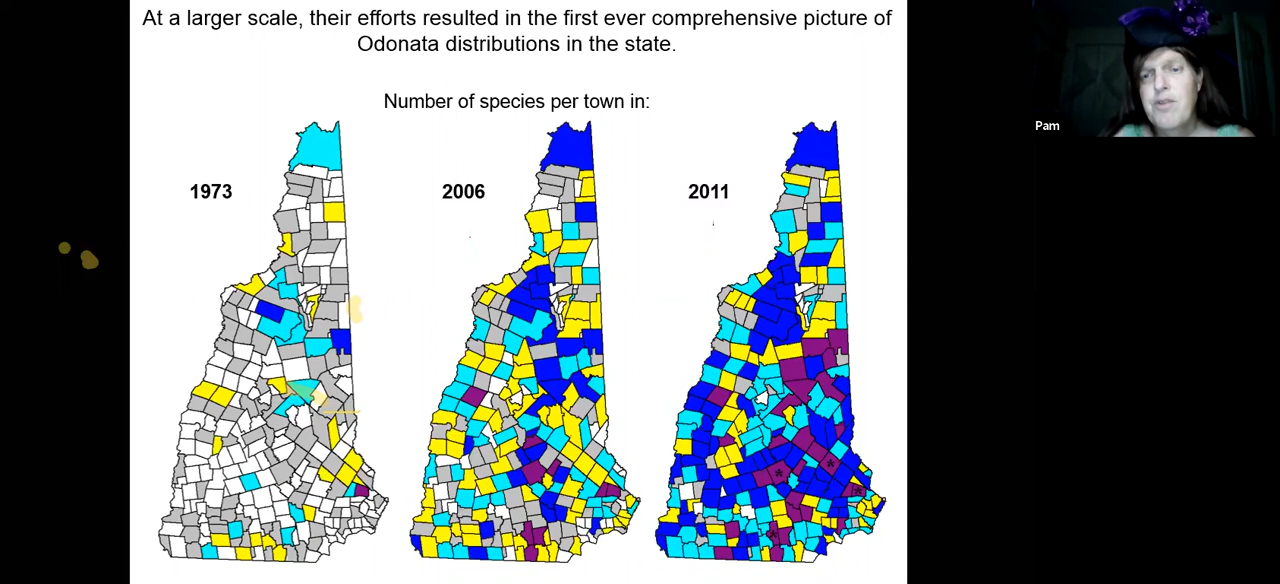 At a larger scale, their efforts resulted in the first ever comprehensive picture of
Odonata distributions in the state.
Number of species per town in:
1973
2006
2011
Pam